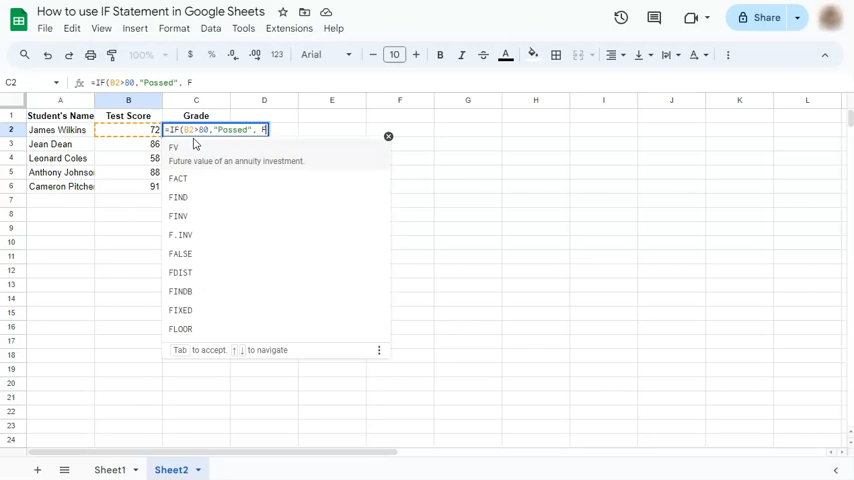 How to use IF Statement in Google Sheets
File Edit View Insert Format Data Tools Extensions Help
Share
100% $ % .0 .00 123 Arial 10 B I A
C2 fx =IF(B2>80,"Passed", F
A B C D E F G H I J K L
1 Student's Name Test Score Grade
2 James Wilkins 72 =IF(B2>80,"Passed", F
3 Jean Dean 86
4 Leonard Coles 58
5 Anthony Johnso 88
6 Cameron Pitcher 91
7
8
9
10
11
12
13
14
15
16
17
18
19
20
21
22
23
24
FV
Future value of an annuity investment.
FACT
FIND
FINV
F.INV
FALSE
FDIST
FINDB
FIXED
FLOOR
Tab to accept. ↑ ↓ to navigate
Sheet1 Sheet2